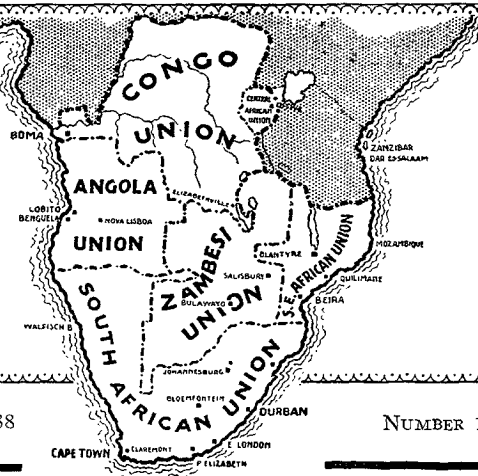 CONGO
UNION
CENTRAL
AFRICAN
UNION
BOMA
ZANZIBAR
DAR ESSALAAM
ANGOLA
ELIZABETHVILLE
LOBITO
BENGUELA
NOVA LISBOA
UNION
ZAMBESI
UNION
BLANTYRE
S.E. AFRICAN UNION
MOZAMBIQUE
SALISBURY
QUILIMANE
BULAWAYO
BEIRA
SOUTH AFRICAN UNION
WALFISCH B.
JOHANNESBURG
BLOEMFONTEIN
DURBAN
38
NUMBER
CAPE TOWN
CLAREMONT
E. LONDON
P. ELIZABETH